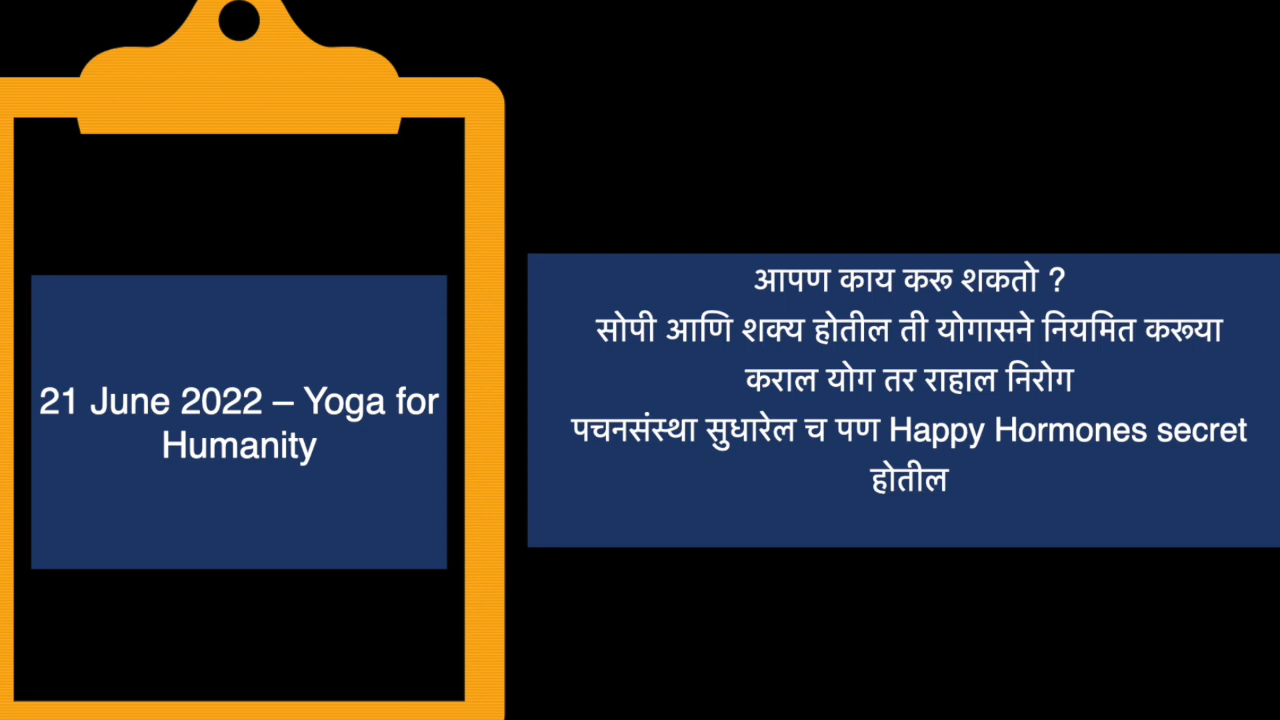 21 June 2022 – Yoga for
Humanity
आपण काय करू शकतो ?
सोपी आणि शक्य होतील ती योगासने नियमित करूया
कराल योग तर राहाल निरोग
पचनसंस्था सुधारेल च पण Happy Hormones secret
होतील